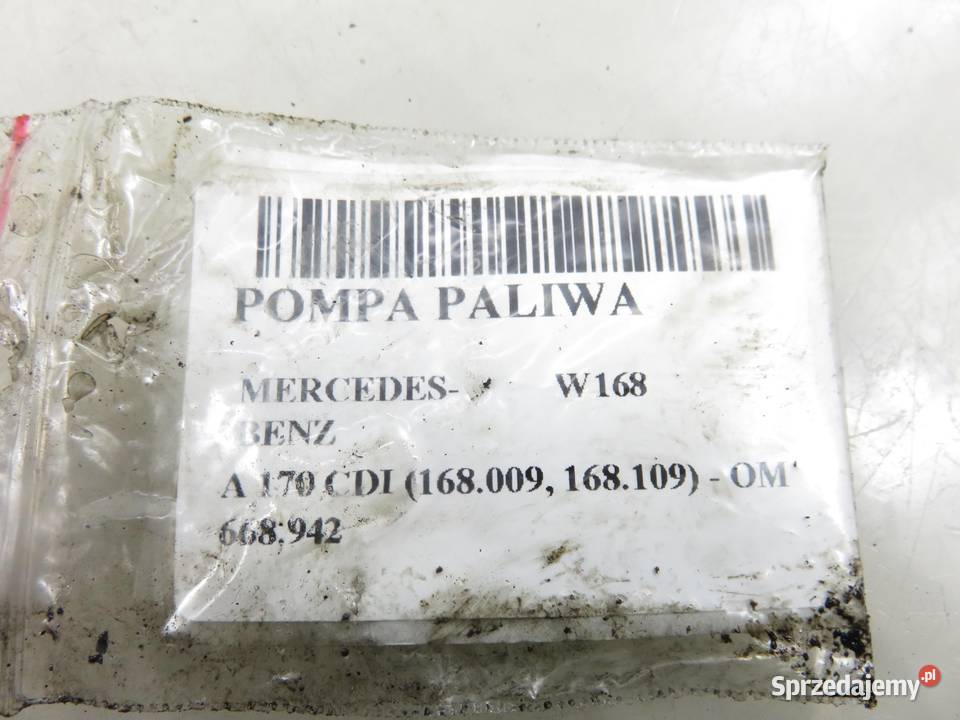 POMPA PALIWA
MERCEDES- W168
BENZ
A 170 CDI (168.009, 168.109) - OM
668.942
Sprzedajemy.pl